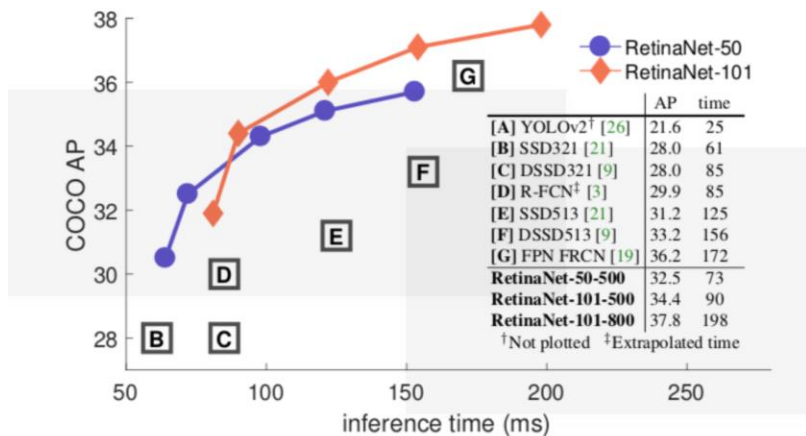 38
36
34
32
30
28
COCO AP
50
100
150
200
250
inference time (ms)
B
C
D
E
F
G
RetinaNet-50
RetinaNet-101
AP time
[A] YOLOv2† [26] 21.6 25
[B] SSD321 [21] 28.0 61
[C] DSSD321 [9] 28.0 85
[D] R-FCN‡ [3] 29.9 85
[E] SSD513 [21] 31.2 125
[F] DSSD513 [9] 33.2 156
[G] FPN FRCN [19] 36.2 172
RetinaNet-50-500 32.5 73
RetinaNet-101-500 34.4 90
RetinaNet-101-800 37.8 198
†Not plotted ‡Extrapolated time